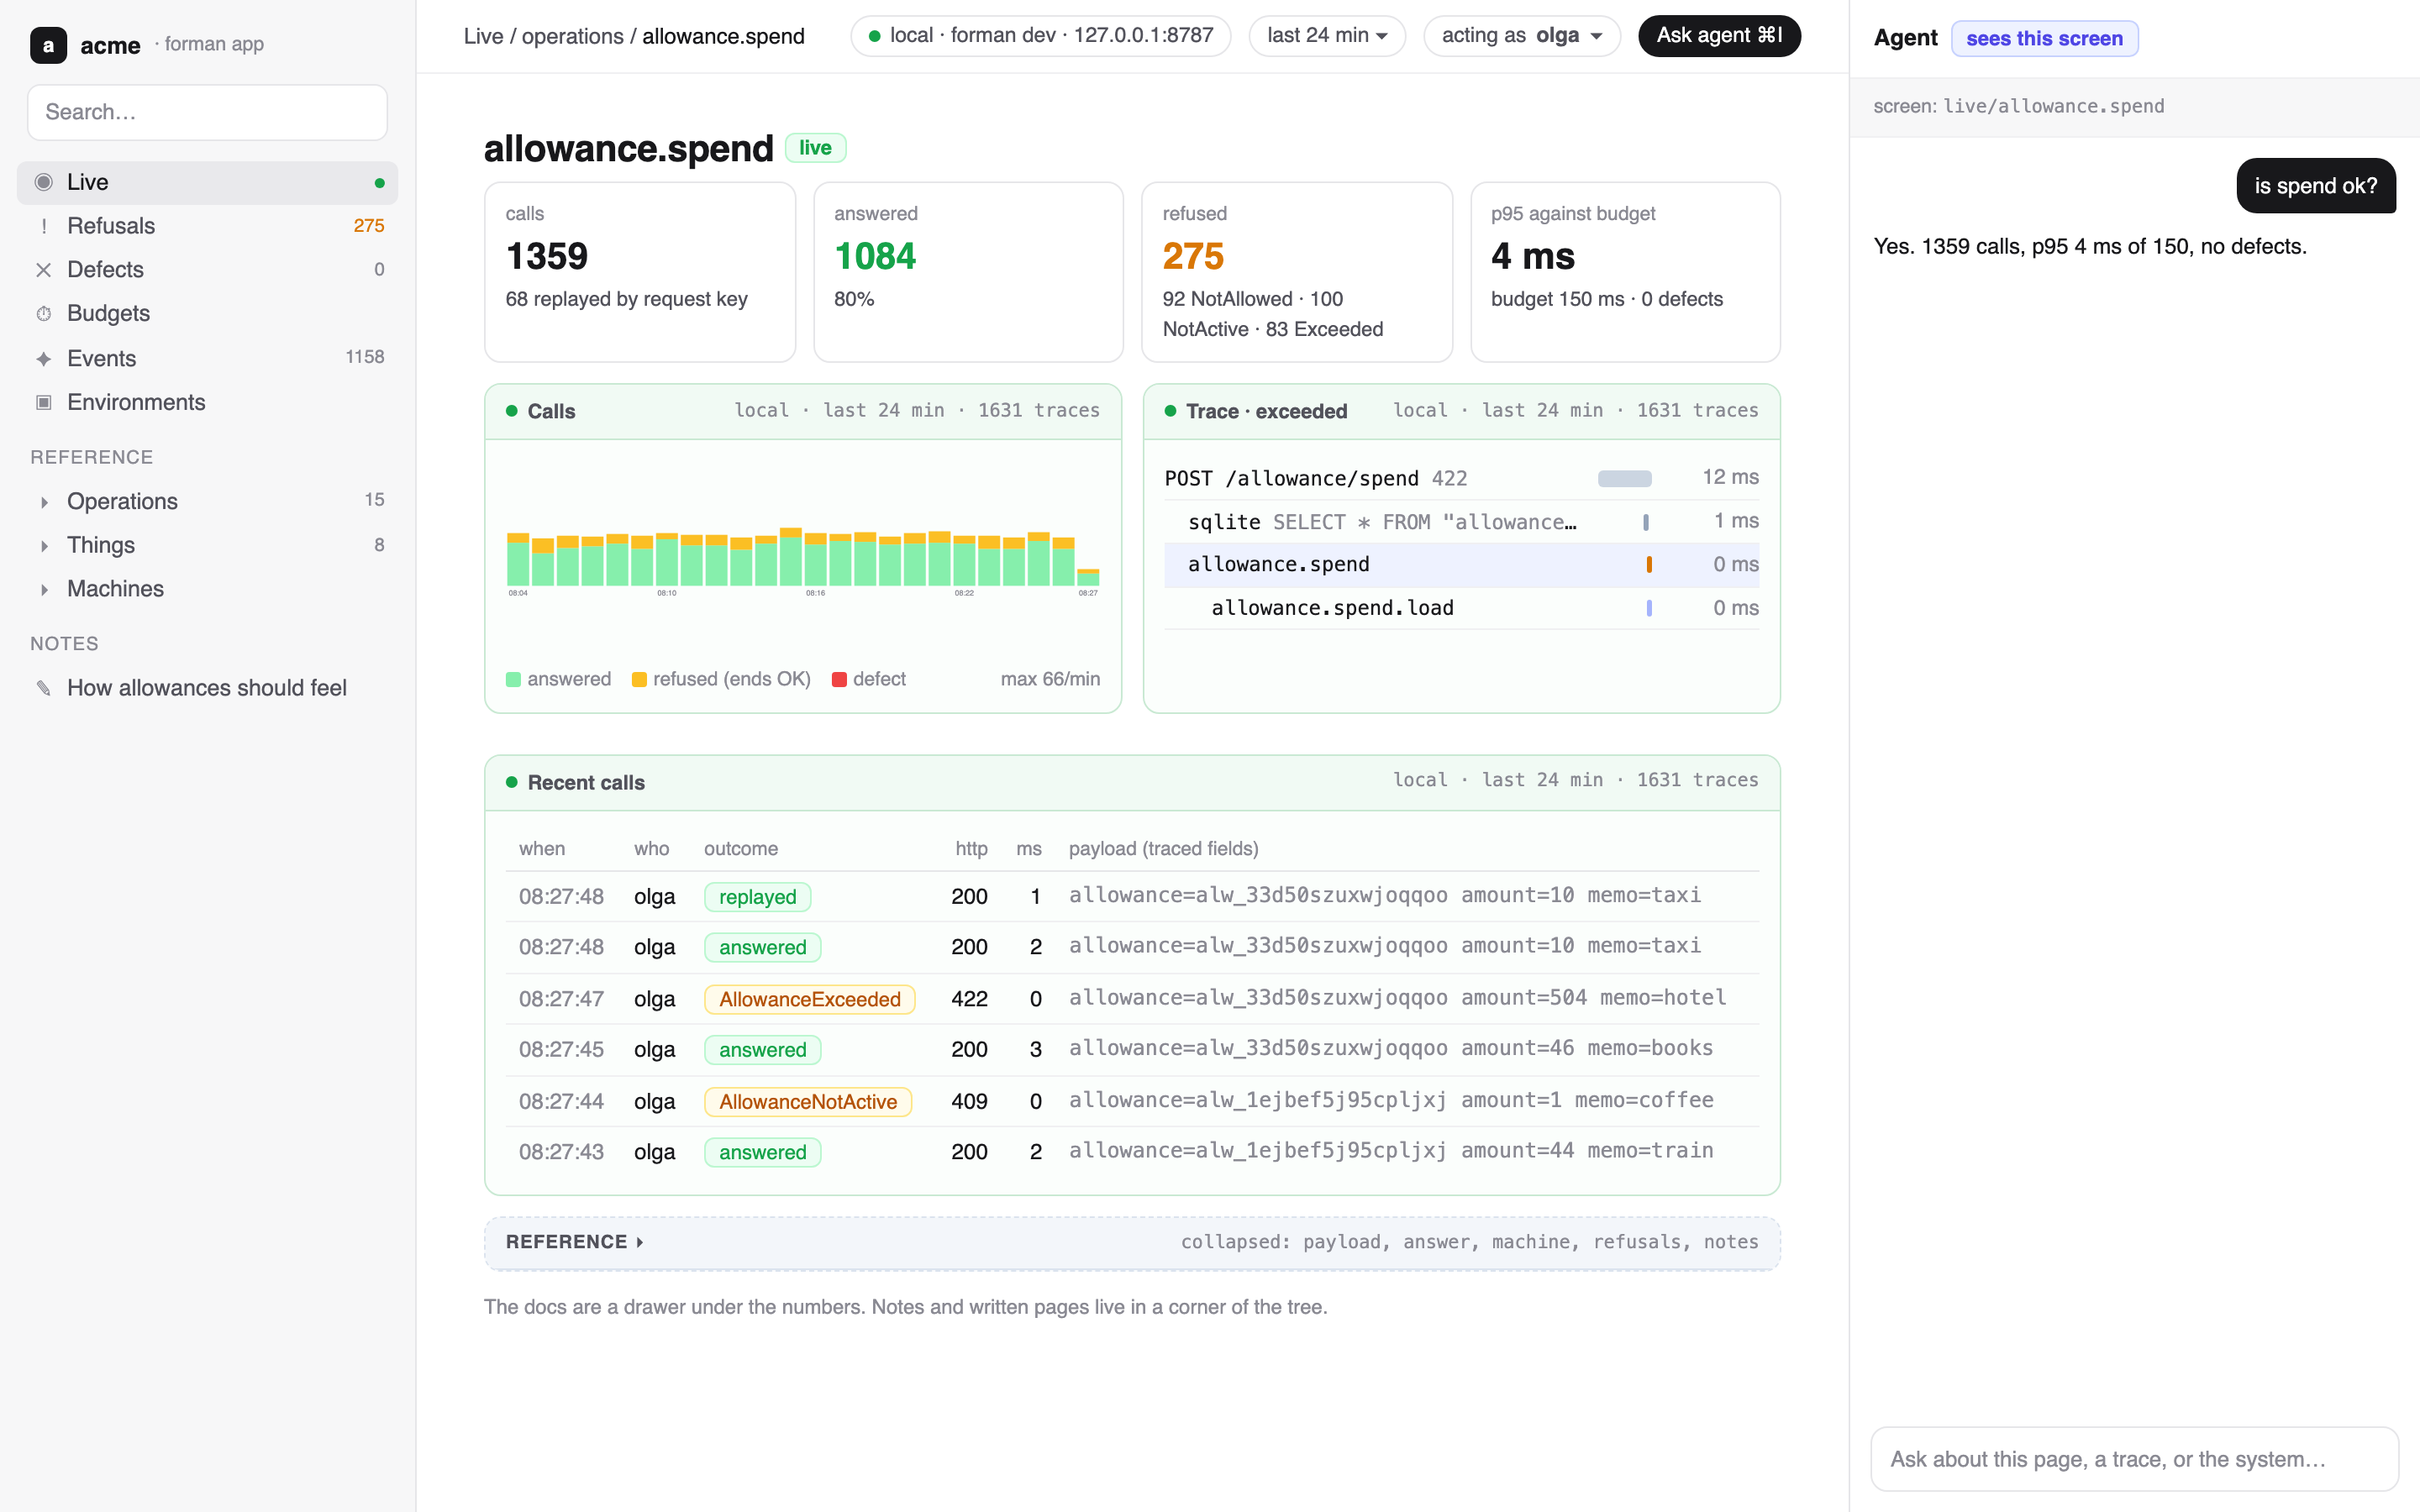 a acme · forman app
Search…
Live
Refusals 275
Defects 0
Budgets
Events 1158
Environments
REFERENCE
Operations 15
Things 8
Machines
NOTES
How allowances should feel
Live / operations / allowance.spend
local · forman dev · 127.0.0.1:8787
last 24 min
acting as olga
Ask agent ⌘I
allowance.spend live
calls
1359
68 replayed by request key
answered
1084
80%
refused
275
92 NotAllowed · 100
NotActive · 83 Exceeded
p95 against budget
4 ms
budget 150 ms · 0 defects
Calls local · last 24 min · 1631 traces
08:04 08:10 08:16 08:22 08:27
answered refused (ends OK) defect max 66/min
Trace · exceeded local · last 24 min · 1631 traces
POST /allowance/spend 422 12 ms
sqlite SELECT * FROM "allowance… 1 ms
allowance.spend 0 ms
allowance.spend.load 0 ms
Recent calls local · last 24 min · 1631 traces
when who outcome http ms payload (traced fields)
08:27:48 olga replayed 200 1 allowance=alw_33d50szuxwjoqqoo amount=10 memo=taxi
08:27:48 olga answered 200 2 allowance=alw_33d50szuxwjoqqoo amount=10 memo=taxi
08:27:47 olga AllowanceExceeded 422 0 allowance=alw_33d50szuxwjoqqoo amount=504 memo=hotel
08:27:45 olga answered 200 3 allowance=alw_33d50szuxwjoqqoo amount=46 memo=books
08:27:44 olga AllowanceNotActive 409 0 allowance=alw_1ejbef5j95cpljxj amount=1 memo=coffee
08:27:43 olga answered 200 2 allowance=alw_1ejbef5j95cpljxj amount=44 memo=train
REFERENCE collapsed: payload, answer, machine, refusals, notes
The docs are a drawer under the numbers. Notes and written pages live in a corner of the tree.
Agent sees this screen
screen: live/allowance.spend
is spend ok?
Yes. 1359 calls, p95 4 ms of 150, no defects.
Ask about this page, a trace, or the system…